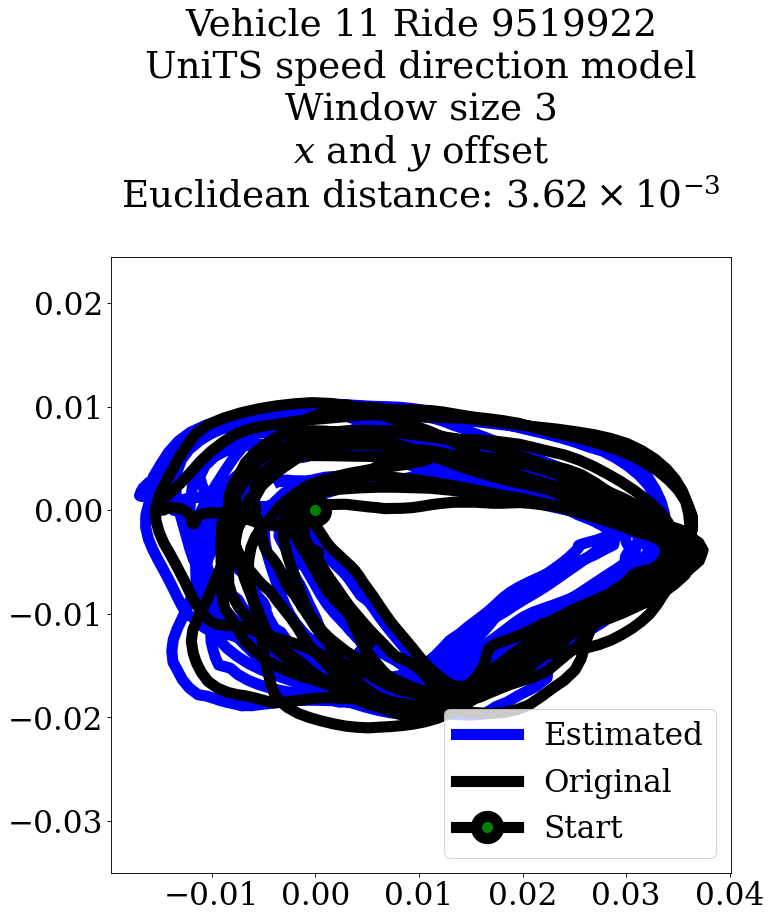 Vehicle 11 Ride 9519922
UniTS speed direction model
Window size 3
x and y offset
Euclidean distance: 3.62 × 10⁻³
0.02
0.01
0.00
−0.01
−0.02
−0.03
Estimated
Original
Start
−0.01 0.00 0.01 0.02 0.03 0.04